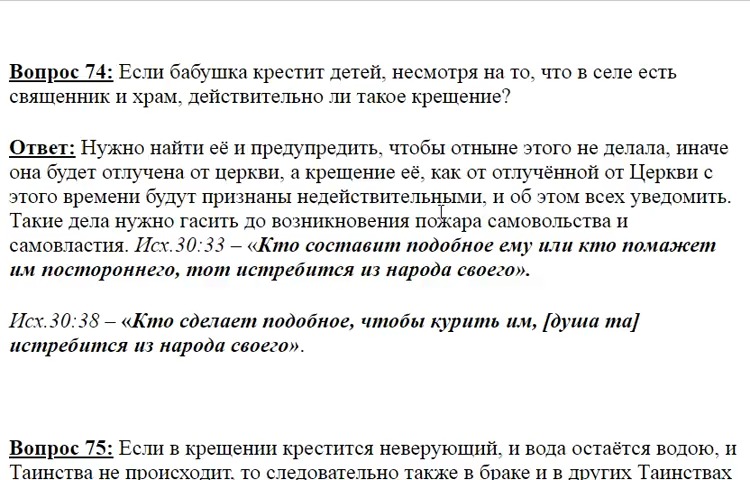 Вопрос 74: Если бабушка крестит детей, несмотря на то, что в селе есть
священник и храм, действительно ли такое крещение?
Ответ: Нужно найти её и предупредить, чтобы отныне этого не делала, иначе
она будет отлучена от церкви, а крещение её, как от отлучённой от Церкви с
этого времени будут признаны недействительными, и об этом всех уведомить.
Такие дела нужно гасить до возникновения пожара самовольства и
самовластия. Исх.30:33 – «Кто составит подобное ему или кто помажет
им постороннего, тот истребится из народа своего».
Исх.30:38 – «Кто сделает подобное, чтобы курить им, [душа та]
истребится из народа своего».
Вопрос 75: Если в крещении крестится неверующий, и вода остаётся водою, и
Таинства не происходит, то следовательно также в браке и в других Таинствах